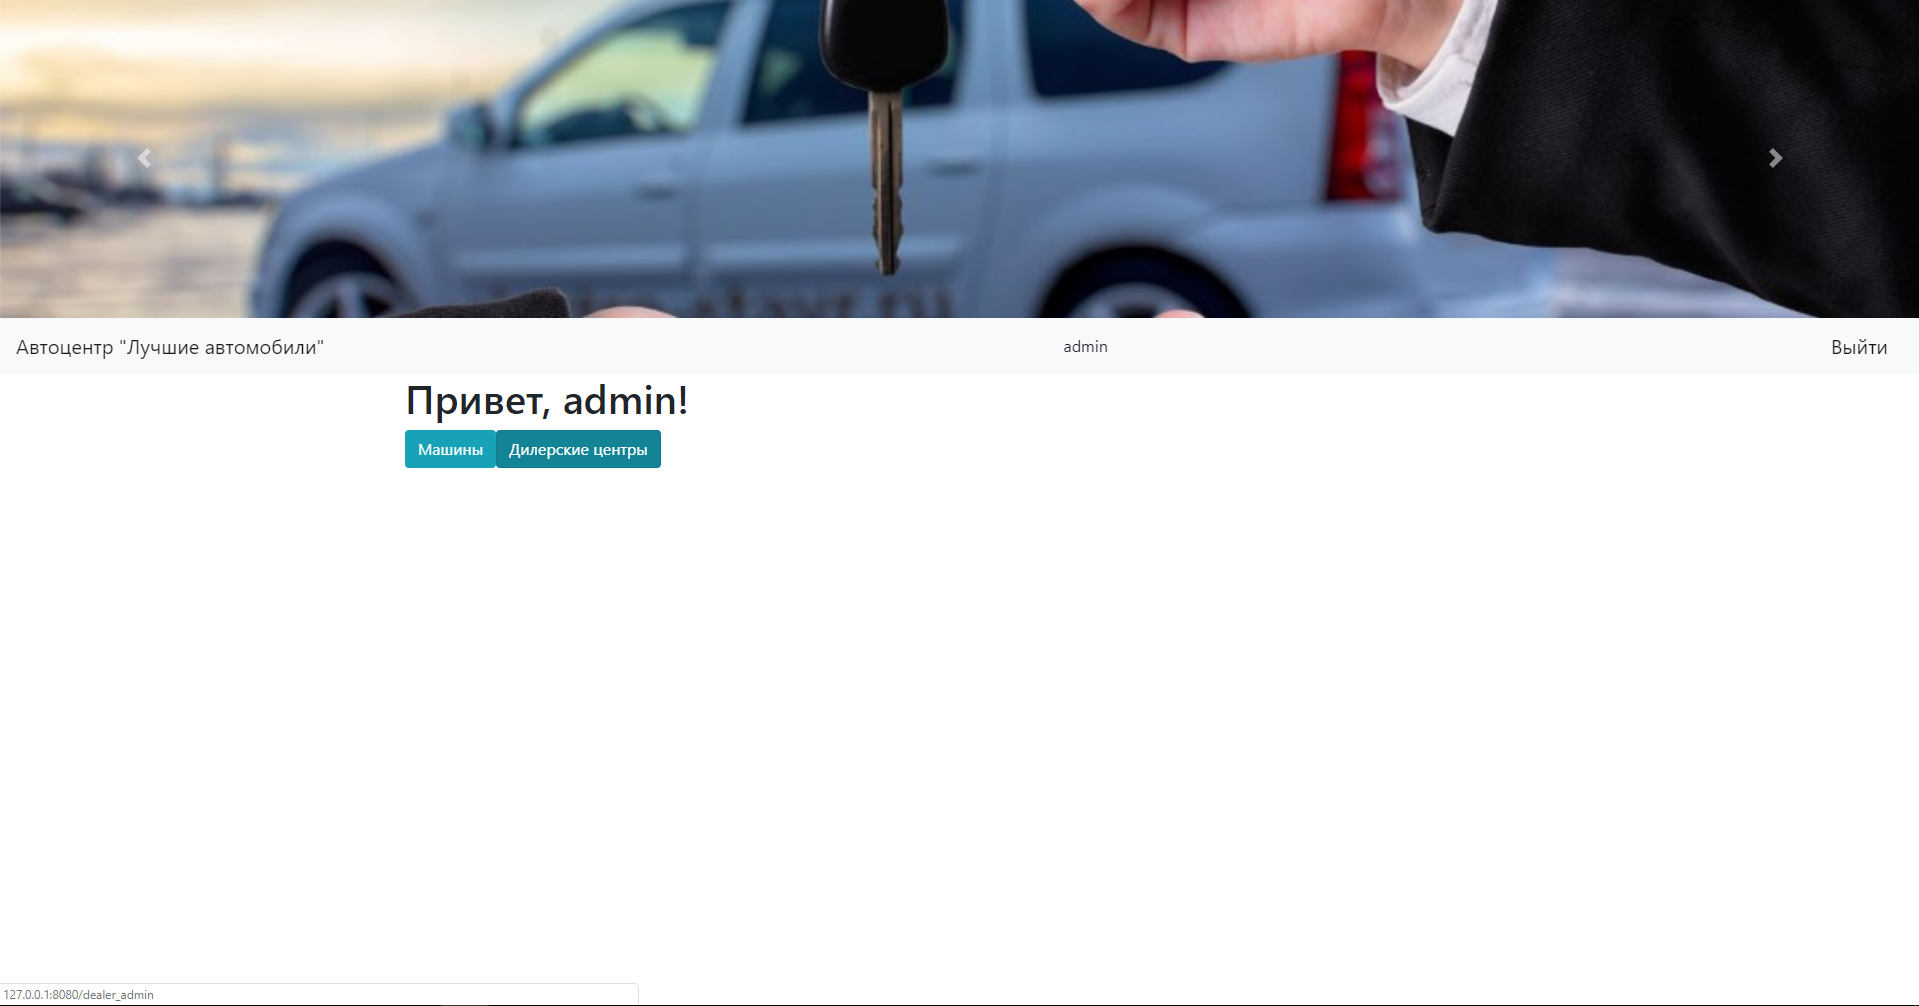 Автоцентр "Лучшие автомобили" admin Выйти
Привет, admin!
Машины Дилерские центры
127.0.0.1:8080/dealer_admin